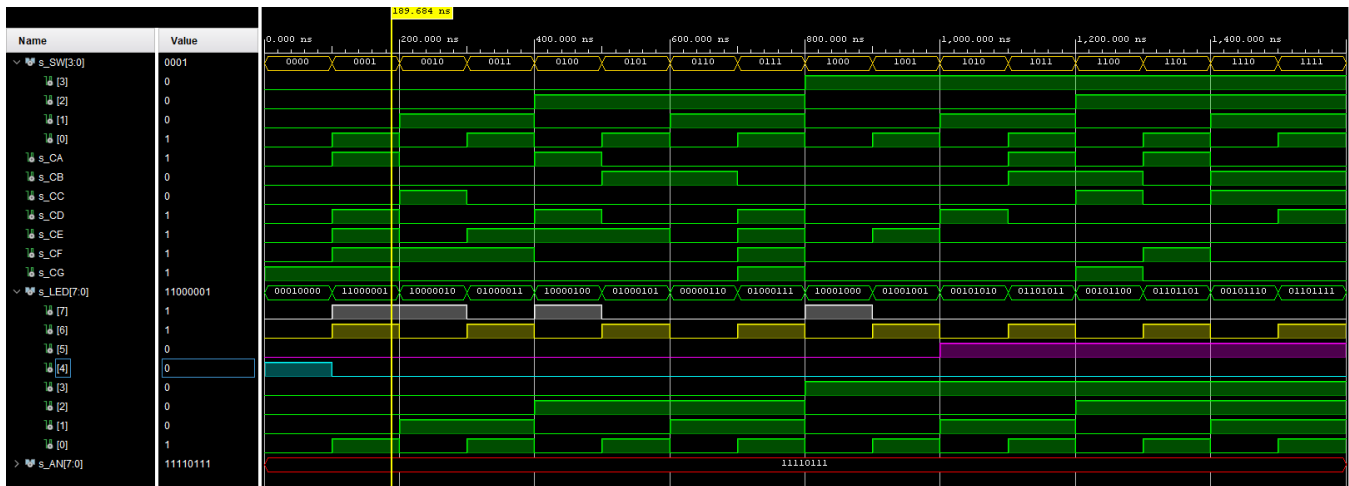 189.684 ns
Name Value 0.000 ns 200.000 ns 400.000 ns 600.000 ns 800.000 ns 1,000.000 ns 1,200.000 ns 1,400.000 ns
s_SW[3:0] 0001 0000 0001 0010 0011 0100 0101 0110 0111 1000 1001 1010 1011 1100 1101 1110 1111
[3] 0
[2] 0
[1] 0
[0] 1
s_CA 1
s_CB 0
s_CC 0
s_CD 1
s_CE 1
s_CF 1
s_CG 1
s_LED[7:0] 11000001 00010000 11000001 10000010 01000011 10000100 01000101 00000110 01000111 10001000 01001001 00101010 01101011 00101100 01101101 00101110 01101111
[7] 1
[6] 1
[5] 0
[4] 0
[3] 0
[2] 0
[1] 0
[0] 1
s_AN[7:0] 11110111 11110111